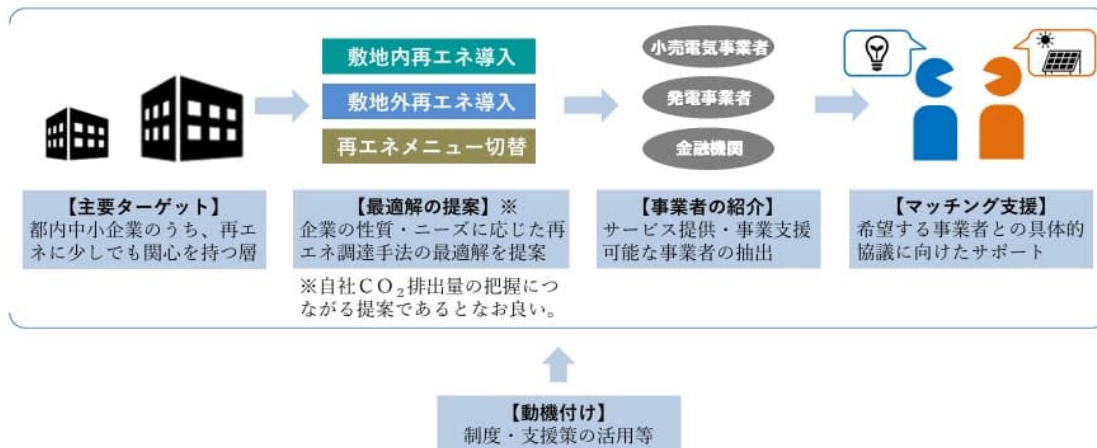 敷地内再エネ導入
敷地外再エネ導入
再エネメニュー切替
小売電気事業者
発電事業者
金融機関
【主要ターゲット】
都内中小企業のうち、再エ
ネに少しでも関心を持つ層
【最適解の提案】※
企業の性質・ニーズに応じた再
エネ調達手法の最適解を提案
※自社CO₂排出量の把握につ
ながる提案であるとなお良い。
【事業者の紹介】
サービス提供・事業支援
可能な事業者の抽出
【マッチング支援】
希望する事業者との具体的
協議に向けたサポート
【動機付け】
制度・支援策の活用等